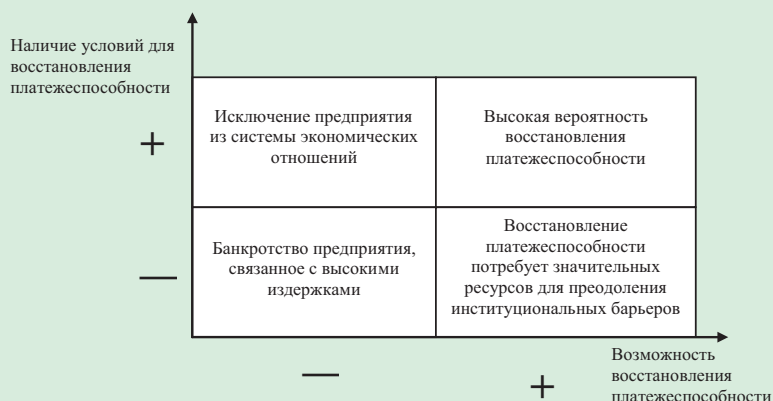 Наличие условий для
восстановления
платежеспособности
+
Исключение предприятия
из системы экономических
отношений
Высокая вероятность
восстановления
платежеспособности
—
Банкротство предприятия,
связанное с высокими
издержками
Восстановление
платежеспособности
потребует значительных
ресурсов для преодоления
институциональных барьеров
—
+
Возможность
восстановления
платежеспособности